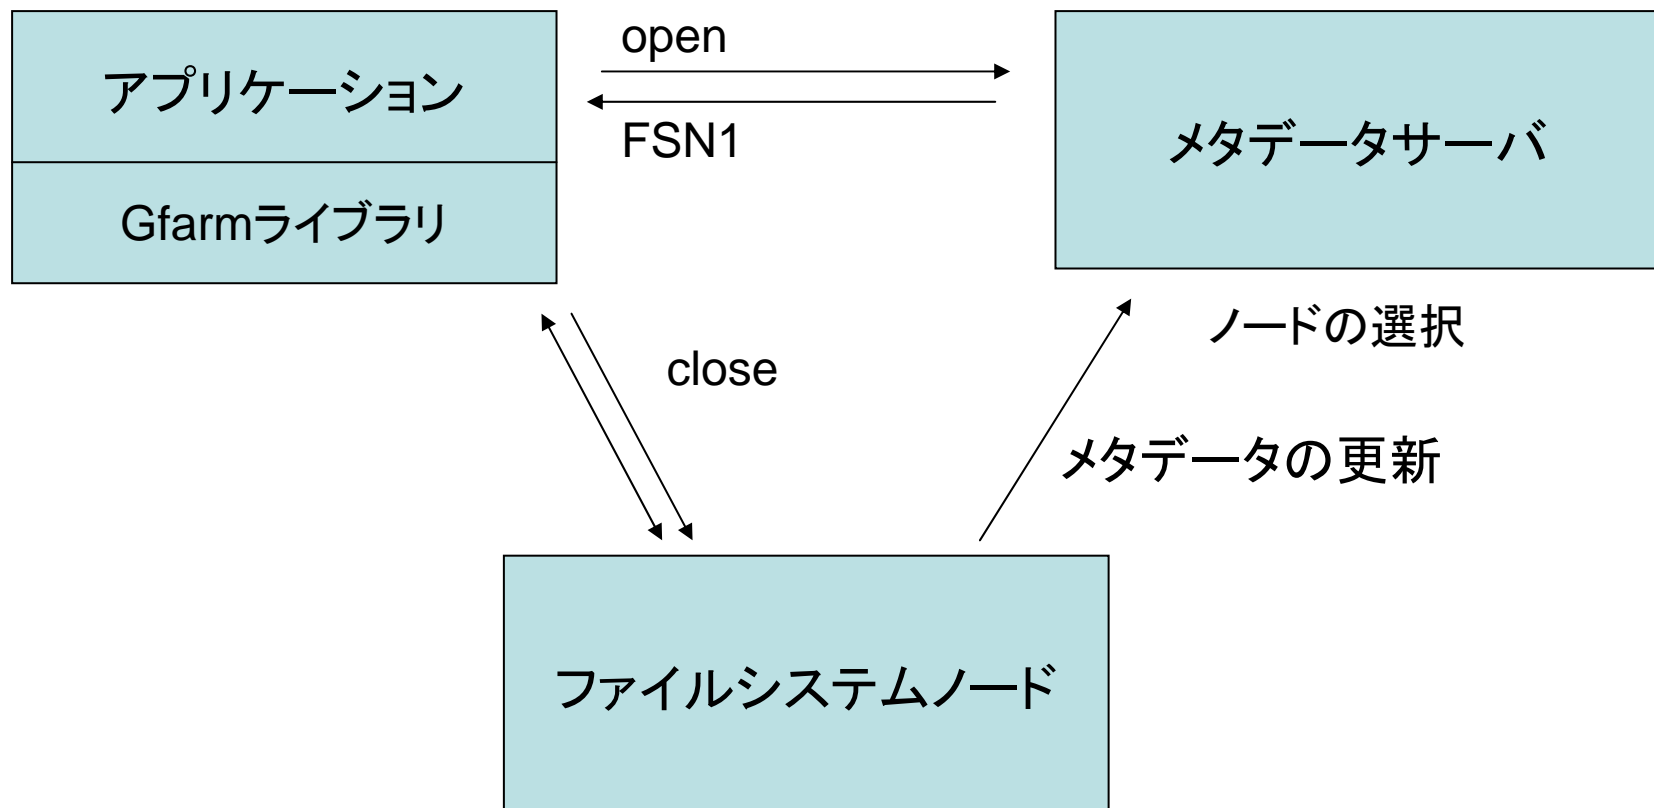 open
アプリケーション
FSN1
メタデータサーバ
Gfarmライブラリ
ノードの選択
close
メタデータの更新
ファイルシステムノード